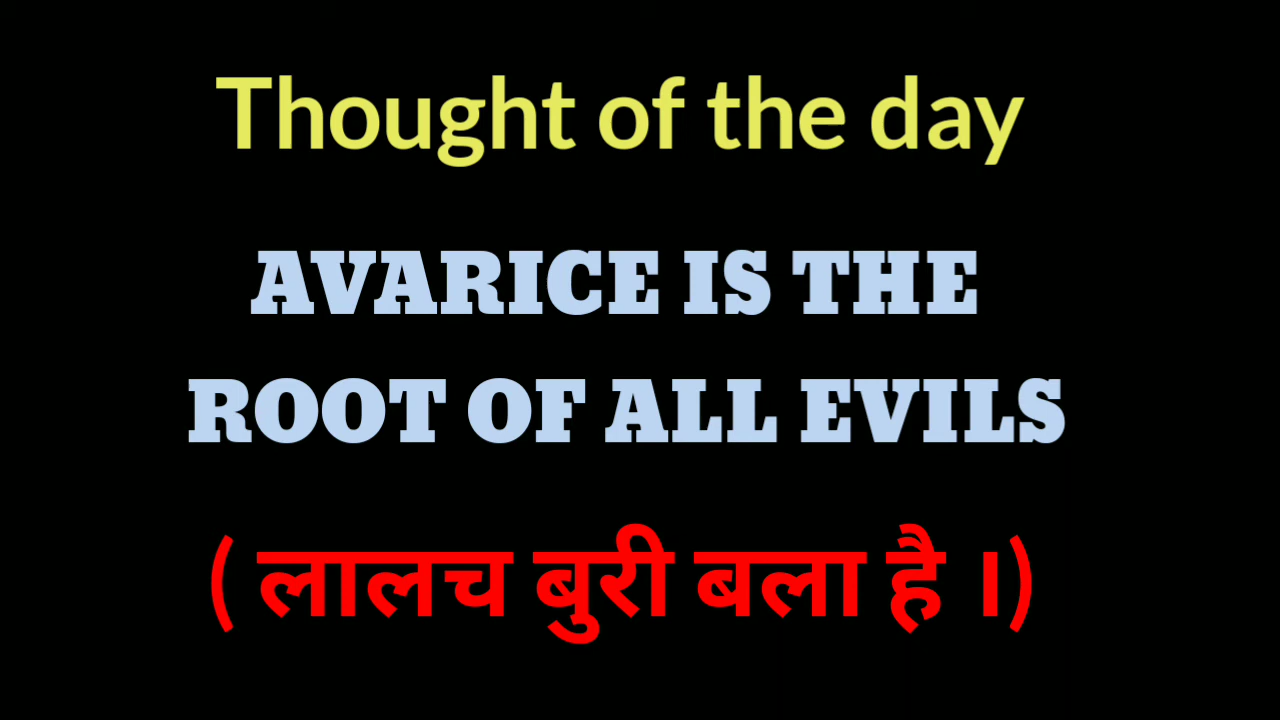 Thought of the day
AVARICE IS THE
ROOT OF ALL EVILS
( लालच बुरी बला है ।)